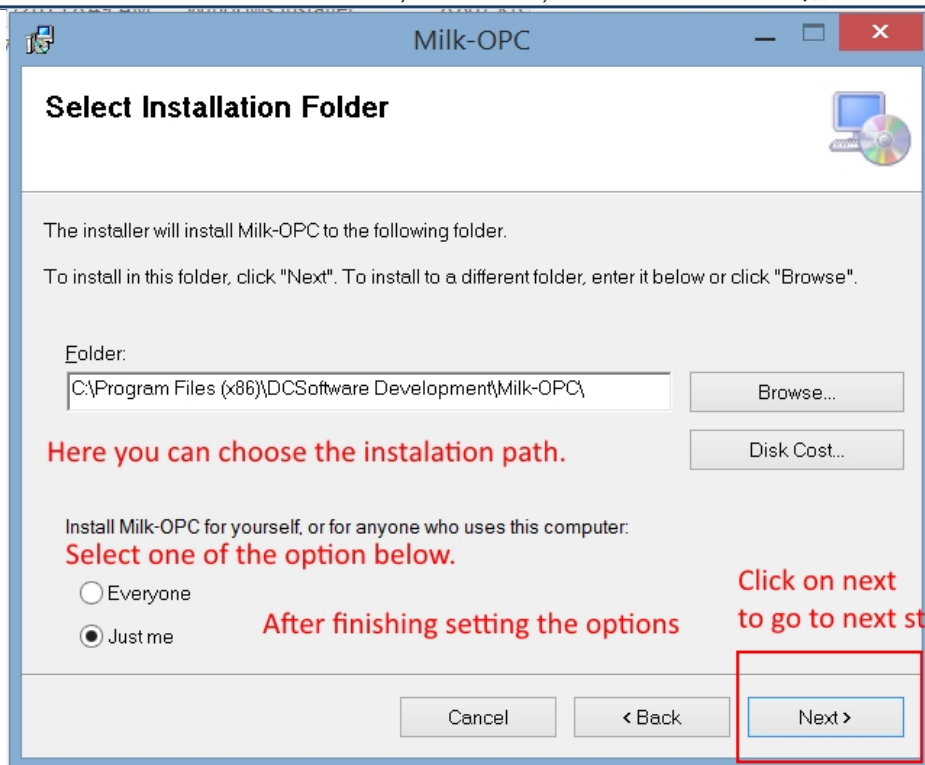 Milk-OPC
Select Installation Folder
The installer will install Milk-OPC to the following folder.
To install in this folder, click "Next". To install to a different folder, enter it below or click "Browse".
Folder:
C:\Program Files (x86)\DCSoftware Development\Milk-OPC\
Browse...
Here you can choose the instalation path.
Disk Cost...
Install Milk-OPC for yourself, or for anyone who uses this computer:
Select one of the option below.
Everyone
Click on next
Just me
After finishing setting the options
to go to next st
Cancel
< Back
Next >